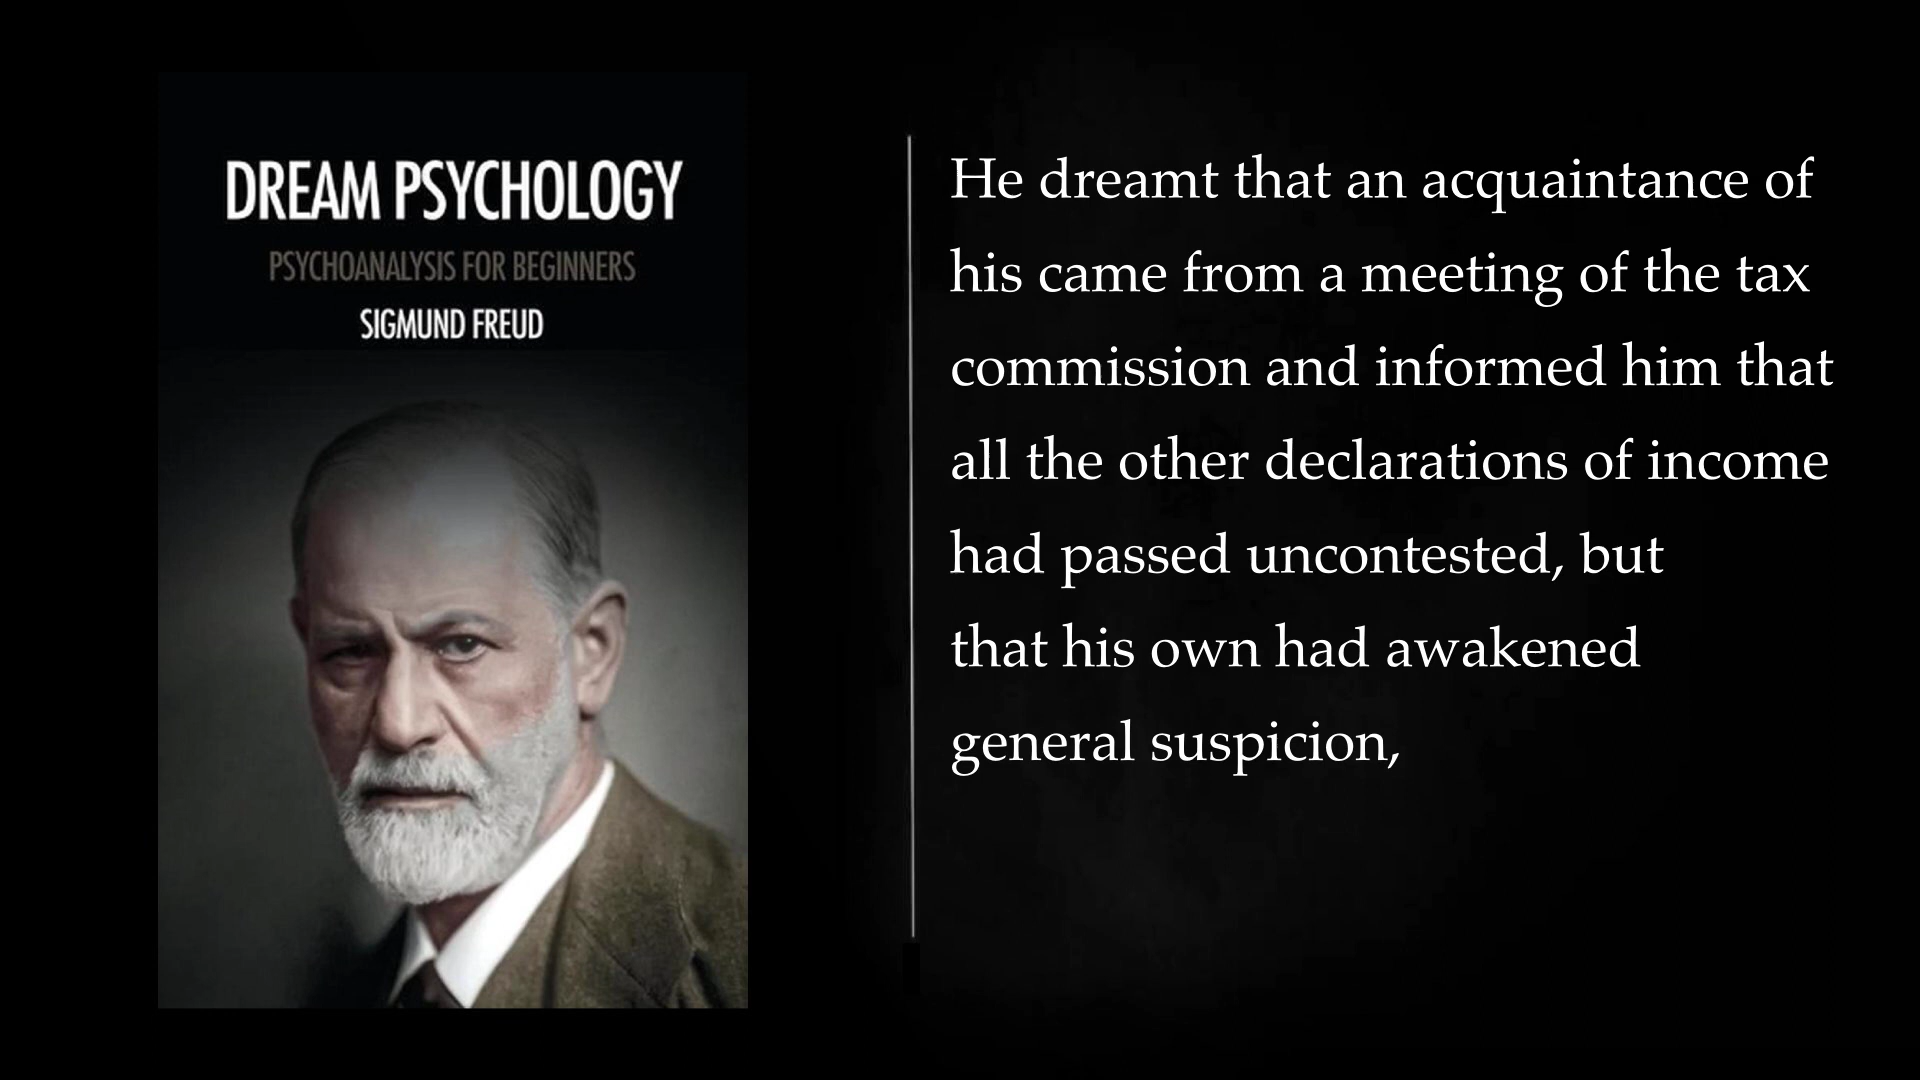 DREAM PSYCHOLOGY
PSYCHOANALYSIS FOR BEGINNERS
SIGMUND FREUD
He dreamt that an acquaintance of
his came from a meeting of the tax
commission and informed him that
all the other declarations of income
had passed uncontested, but
that his own had awakened
general suspicion,